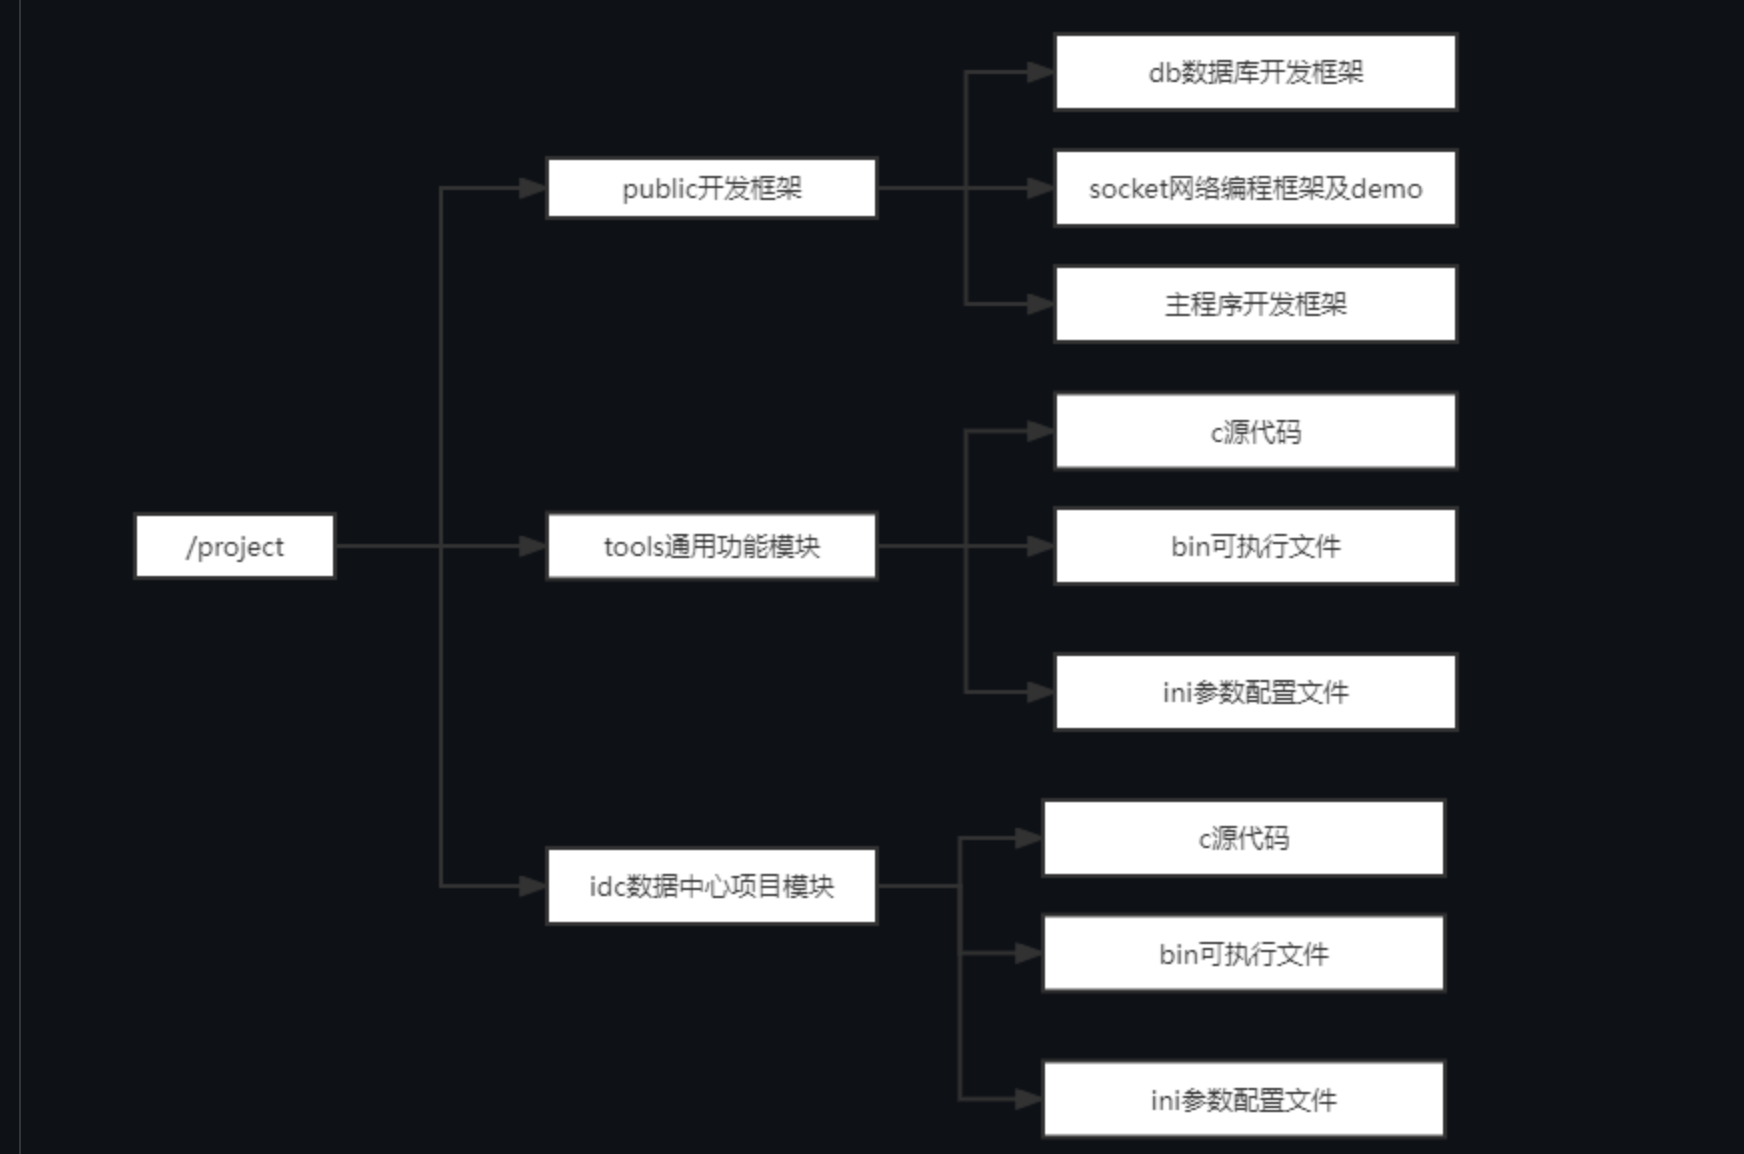 /project
public开发框架
db数据库开发框架
socket网络编程框架及demo
主程序开发框架
tools通用功能模块
c源代码
bin可执行文件
ini参数配置文件
idc数据中心项目模块
c源代码
bin可执行文件
ini参数配置文件